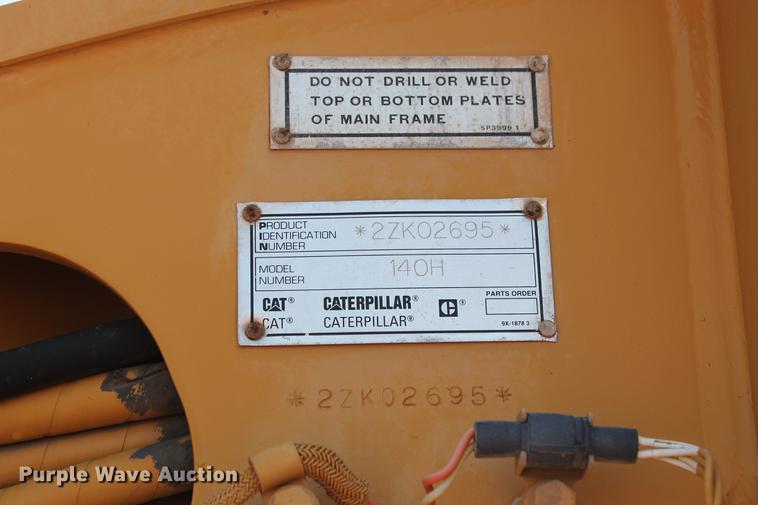 DO NOT DRILL OR WELD
TOP OR BOTTOM PLATES
OF MAIN FRAME
5P3999 1
PRODUCT
IDENTIFICATION
NUMBER
*2ZK02695*
MODEL
NUMBER
140H
CAT® CATERPILLAR® C®
CAT® CATERPILLAR®
PARTS ORDER
9X-1878 3
*2ZK02695*
Purple Wave Auction